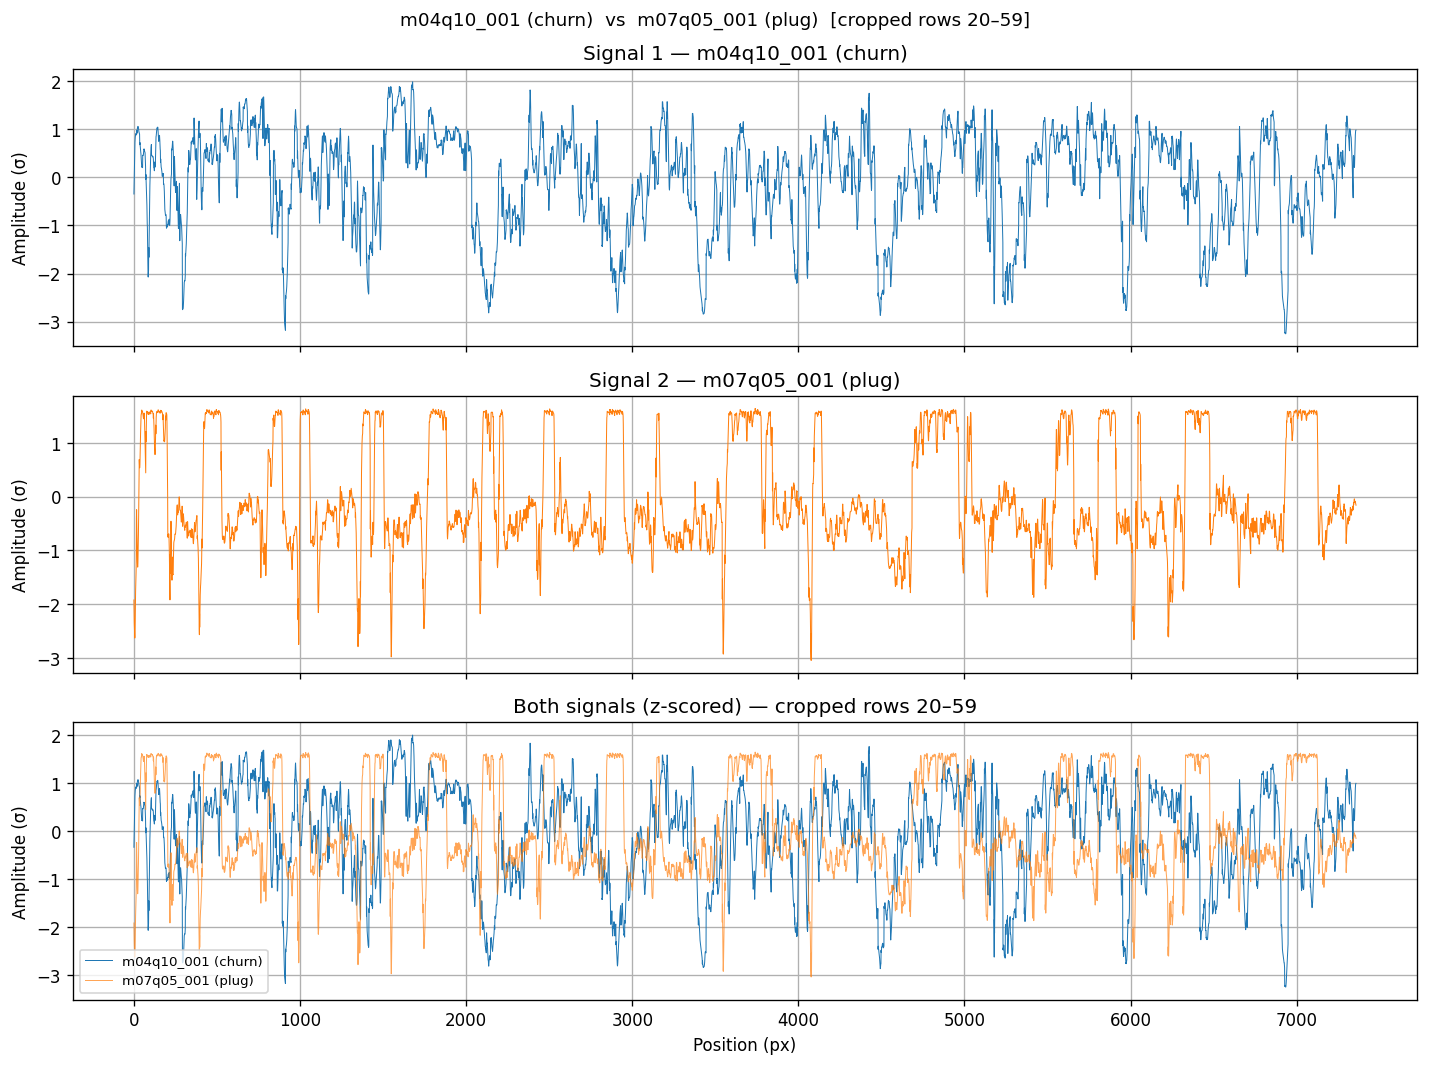 m04q10_001 (churn)  vs  m07q05_001 (plug)  [cropped rows 20–59]
Signal 1 — m04q10_001 (churn)
Amplitude (σ)
2
1
0
−1
−2
−3
Signal 2 — m07q05_001 (plug)
Amplitude (σ)
1
0
−1
−2
−3
Both signals (z-scored) — cropped rows 20–59
Amplitude (σ)
2
1
0
−1
−2
−3
m04q10_001 (churn)
m07q05_001 (plug)
0 1000 2000 3000 4000 5000 6000 7000
Position (px)